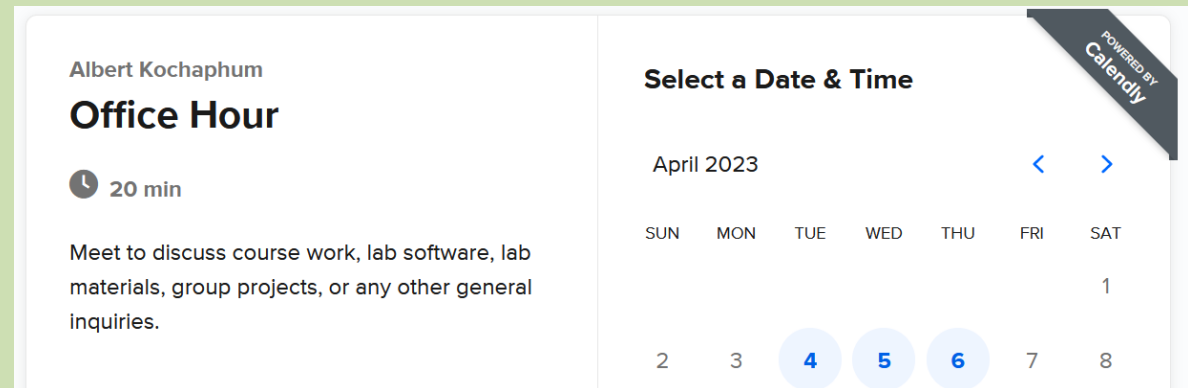 Albert Kochaphum
Office Hour
20 min
Meet to discuss course work, lab software, lab
materials, group projects, or any other general
inquiries.
Select a Date & Time
POWERED BY
Calendly
April 2023
SUN MON TUE WED THU FRI SAT
1
2 3 4 5 6 7 8